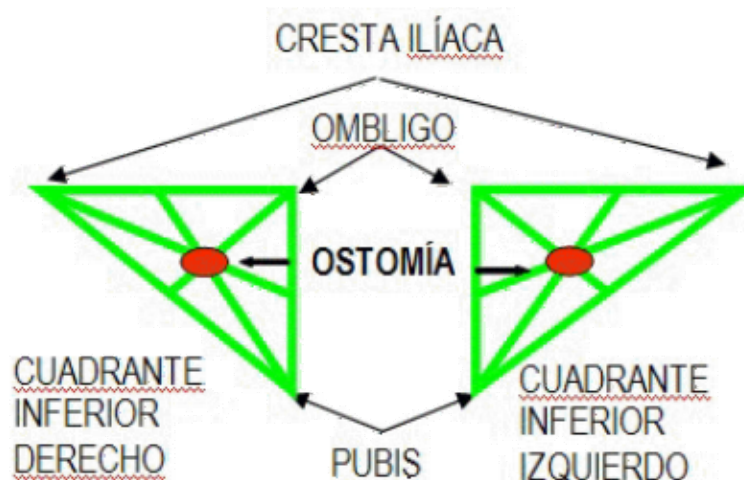 CRESTA ILÍACA
OMBLIGO
OSTOMÍA
CUADRANTE
INFERIOR
DERECHO
PUBIS
CUADRANTE
INFERIOR
IZQUIERDO